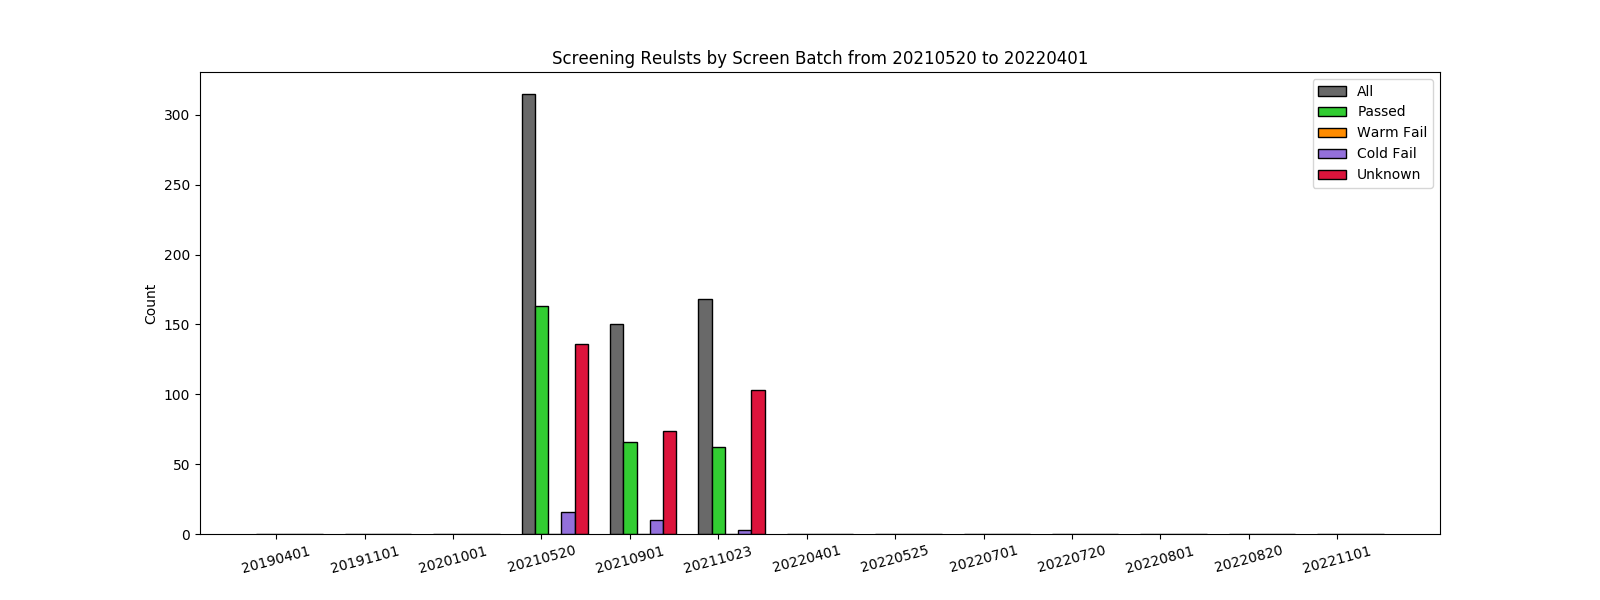 Screening Reulsts by Screen Batch from 20210520 to 20220401
All
Passed
Warm Fail
Cold Fail
Unknown
Count
300
250
200
150
100
50
0
20190401 20191101 20201001 20210520 20210901 20211023 20220401 20220525 20220701 20220720 20220801 20220820 20221101